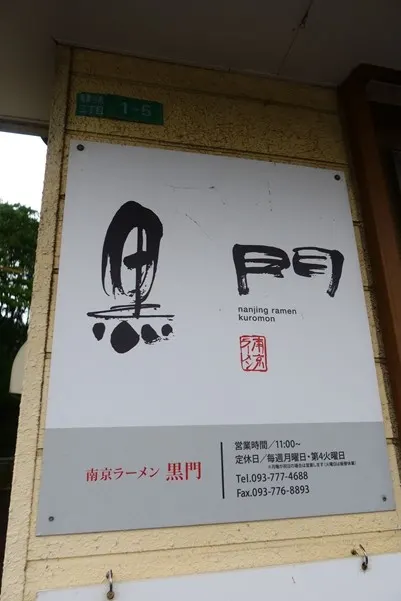 1-5
黒門
nanjing ramen
kuromon
南京
ラーメン
南京ラーメン 黒門
営業時間/11:00~
定休日/毎週月曜日・第4火曜日
Tel.093-777-4688
Fax.093-776-8893